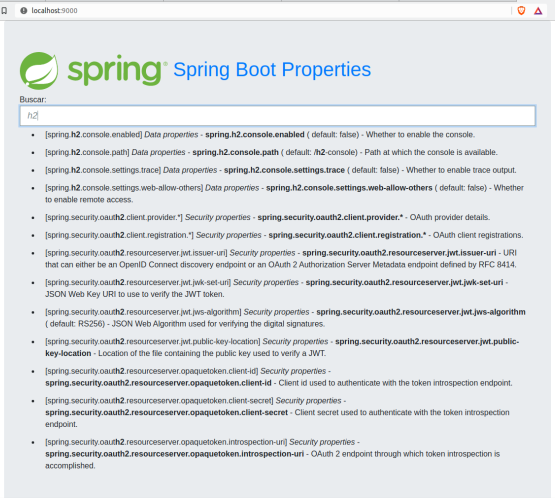 localhost:9000
spring® Spring Boot Properties
Buscar:
h2
[spring.h2.console.enabled] Data properties - spring.h2.console.enabled ( default: false) - Whether to enable the console.
[spring.h2.console.path] Data properties - spring.h2.console.path ( default: /h2-console) - Path at which the console is available.
[spring.h2.console.settings.trace] Data properties - spring.h2.console.settings.trace ( default: false) - Whether to enable trace output.
[spring.h2.console.settings.web-allow-others] Data properties - spring.h2.console.settings.web-allow-others ( default: false) - Whether
to enable remote access.
[spring.security.oauth2.client.provider.*] Security properties - spring.security.oauth2.client.provider.* - OAuth provider details.
[spring.security.oauth2.client.registration.*] Security properties - spring.security.oauth2.client.registration.* - OAuth client registrations.
[spring.security.oauth2.resourceserver.jwt.issuer-uri] Security properties - spring.security.oauth2.resourceserver.jwt.issuer-uri - URI
that can either be an OpenID Connect discovery endpoint or an OAuth 2 Authorization Server Metadata endpoint defined by RFC 8414.
[spring.security.oauth2.resourceserver.jwt.jwk-set-uri] Security properties - spring.security.oauth2.resourceserver.jwt.jwk-set-uri -
JSON Web Key URI to use to verify the JWT token.
[spring.security.oauth2.resourceserver.jwt.jws-algorithm] Security properties - spring.security.oauth2.resourceserver.jwt.jws-algorithm
( default: RS256) - JSON Web Algorithm used for verifying the digital signatures.
[spring.security.oauth2.resourceserver.jwt.public-key-location] Security properties - spring.security.oauth2.resourceserver.jwt.public-
key-location - Location of the file containing the public key used to verify a JWT.
[spring.security.oauth2.resourceserver.opaquetoken.client-id] Security properties -
spring.security.oauth2.resourceserver.opaquetoken.client-id - Client id used to authenticate with the token introspection endpoint.
[spring.security.oauth2.resourceserver.opaquetoken.client-secret] Security properties -
spring.security.oauth2.resourceserver.opaquetoken.client-secret - Client secret used to authenticate with the token introspection
endpoint.
[spring.security.oauth2.resourceserver.opaquetoken.introspection-uri] Security properties -
spring.security.oauth2.resourceserver.opaquetoken.introspection-uri - OAuth 2 endpoint through which token introspection is
accomplished.